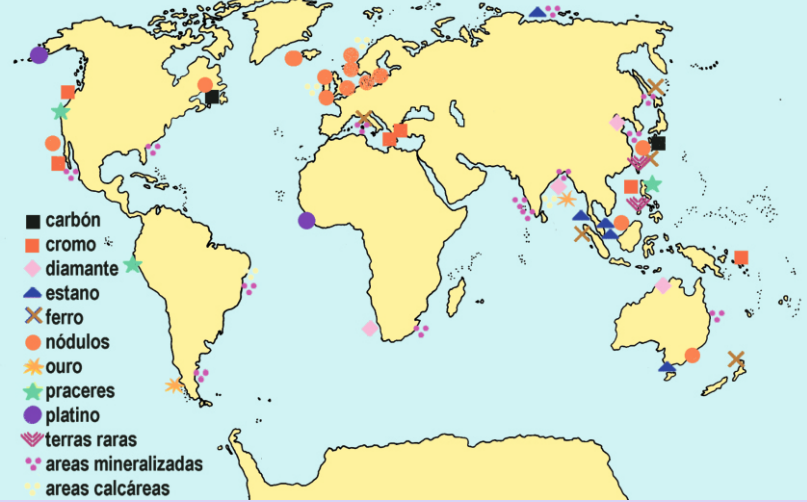 carbón
cromo
diamante
estano
ferro
nódulos
ouro
praceres
platino
terras raras
areas mineralizadas
areas calcáreas